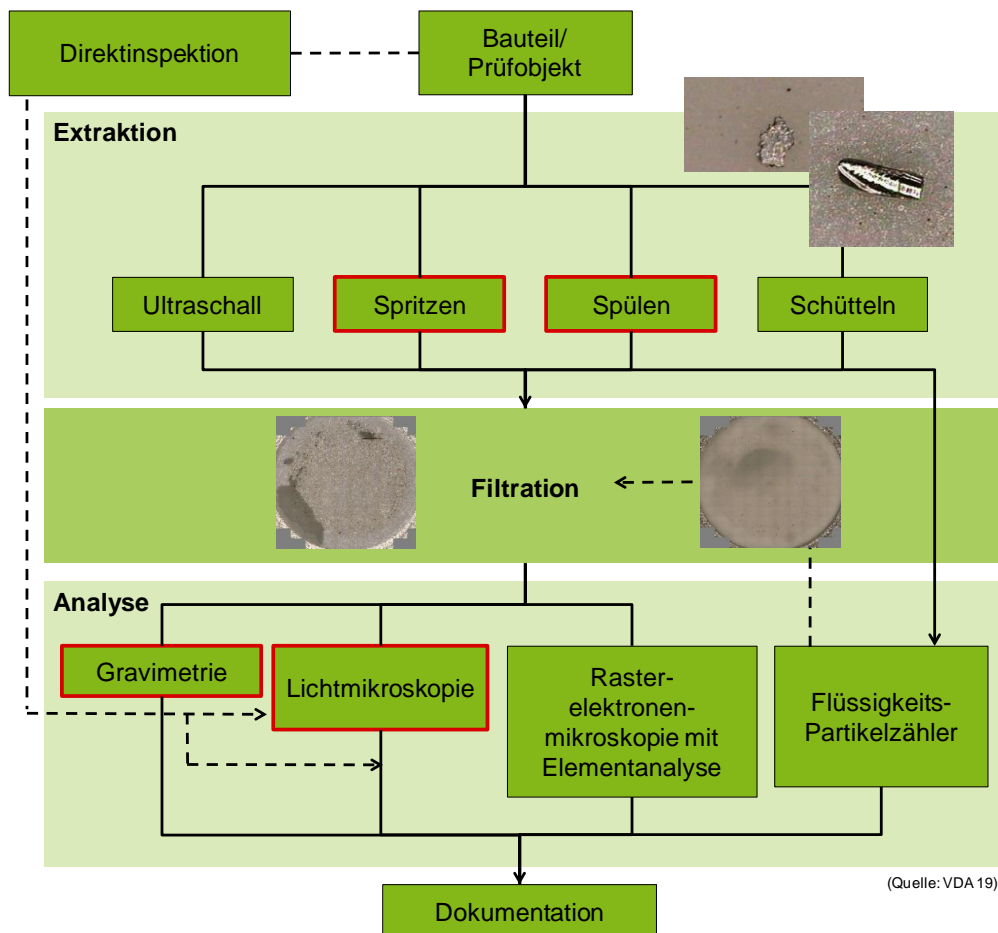 Direktinspektion
Bauteil/
Prüfobjekt
Extraktion
Ultraschall
Spritzen
Spülen
Schütteln
Filtration
Analyse
Gravimetrie
Lichtmikroskopie
Raster-
elektronen-
mikroskopie mit
Elementanalyse
Flüssigkeits-
Partikelzähler
(Quelle: VDA 19)
Dokumentation